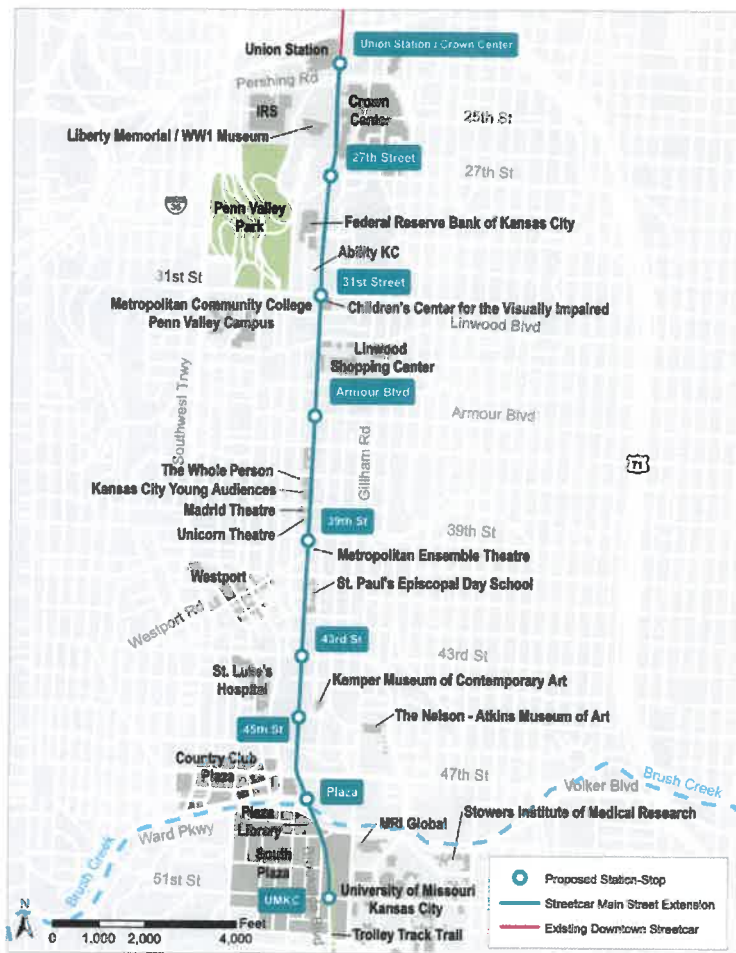 Union Station
Union Station / Crown Center
Pershing Rd
IRS
Crown
Center
25th St
Liberty Memorial / WW1 Museum
27th Street
27th St
35
Penn Valley
Park
Federal Reserve Bank of Kansas City
Ability KC
31st St
31st Street
Metropolitan Community College
Penn Valley Campus
Children's Center for the Visually Impaired
Linwood Blvd
Linwood
Shopping Center
Southwest Trwy
Armour Blvd
Armour Blvd
Gillham Rd
71
The Whole Person
Kansas City Young Audiences
Madrid Theatre
Unicorn Theatre
39th St
39th St
Metropolitan Ensemble Theatre
Westport
St. Paul's Episcopal Day School
Westport Rd
43rd St
43rd St
St. Luke's
Hospital
Kemper Museum of Contemporary Art
45th St
The Nelson - Atkins Museum of Art
Country Club
Plaza
47th St
Volker Blvd
Brush Creek
Plaza
Plaza
Library
Ward Pkwy
MRI Global
Stowers Institute of Medical Research
South
Plaza
51st St
Brush Creek
UMKC
University of Missouri
Kansas City
Blvd
Trolley Track Trail
N
Feet
0 1,000 2,000 4,000
Proposed Station-Stop
Streetcar Main Street Extension
Existing Downtown Streetcar